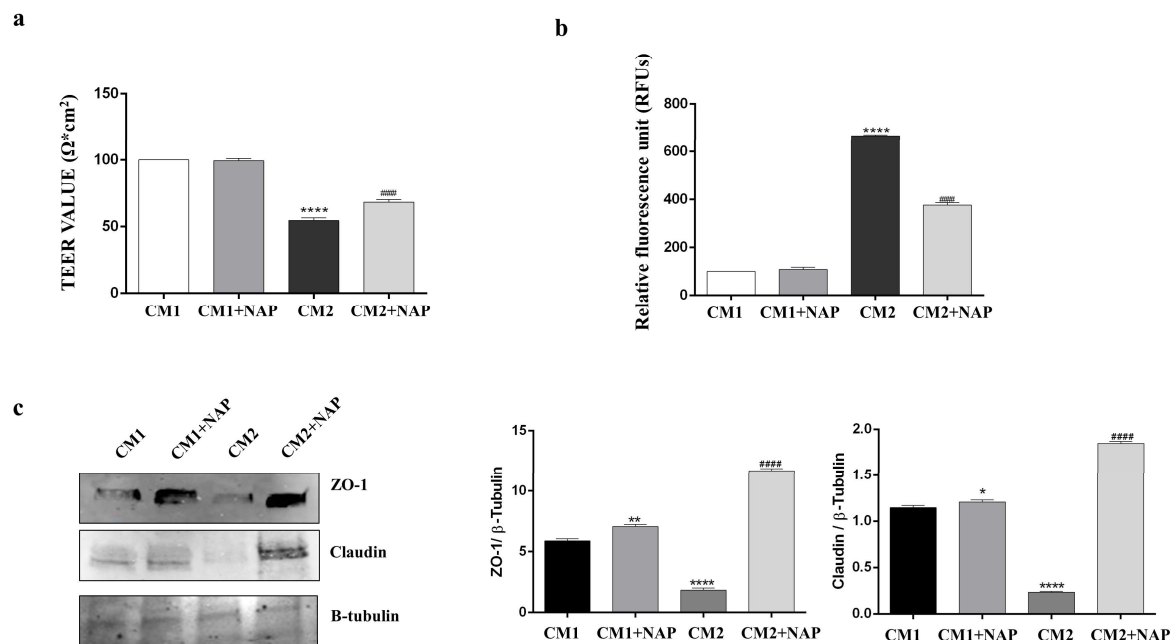 a
TEER VALUE (Ω*cm²)
150
100
50
0
****
####
CM1 CM1+NAP CM2 CM2+NAP
b
Relative fluorescence unit (RFUs)
800
600
400
200
0
****
####
CM1 CM1+NAP CM2 CM2+NAP
c
CM1 CM1+NAP CM2 CM2+NAP
ZO-1
Claudin
B-tubulin
ZO-1/ β-Tubulin
15
10
5
0
**
****
####
CM1 CM1+NAP CM2 CM2+NAP
Claudin / β-Tubulin
2.0
1.5
1.0
0.5
0.0
*
****
####
CM1 CM1+NAP CM2 CM2+NAP